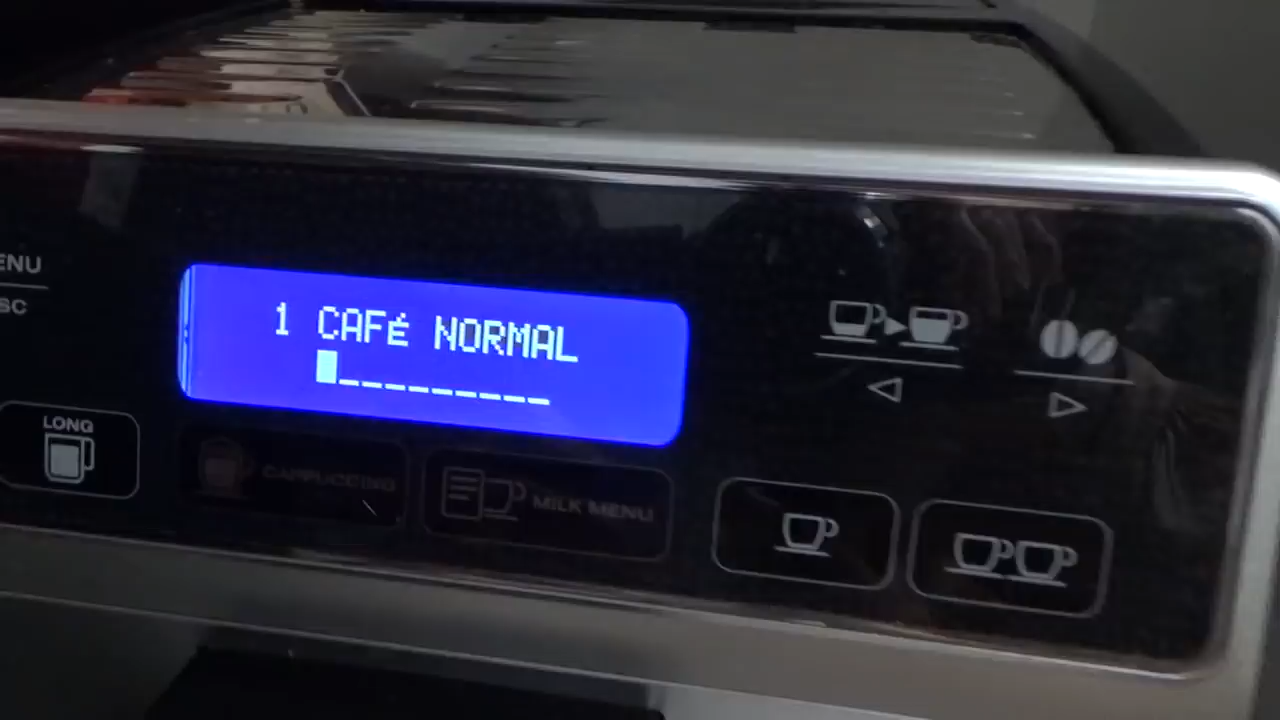 ENU
SC
1 CAFé NORMAL
LONG
CAPPUCCINO
MILK MENU